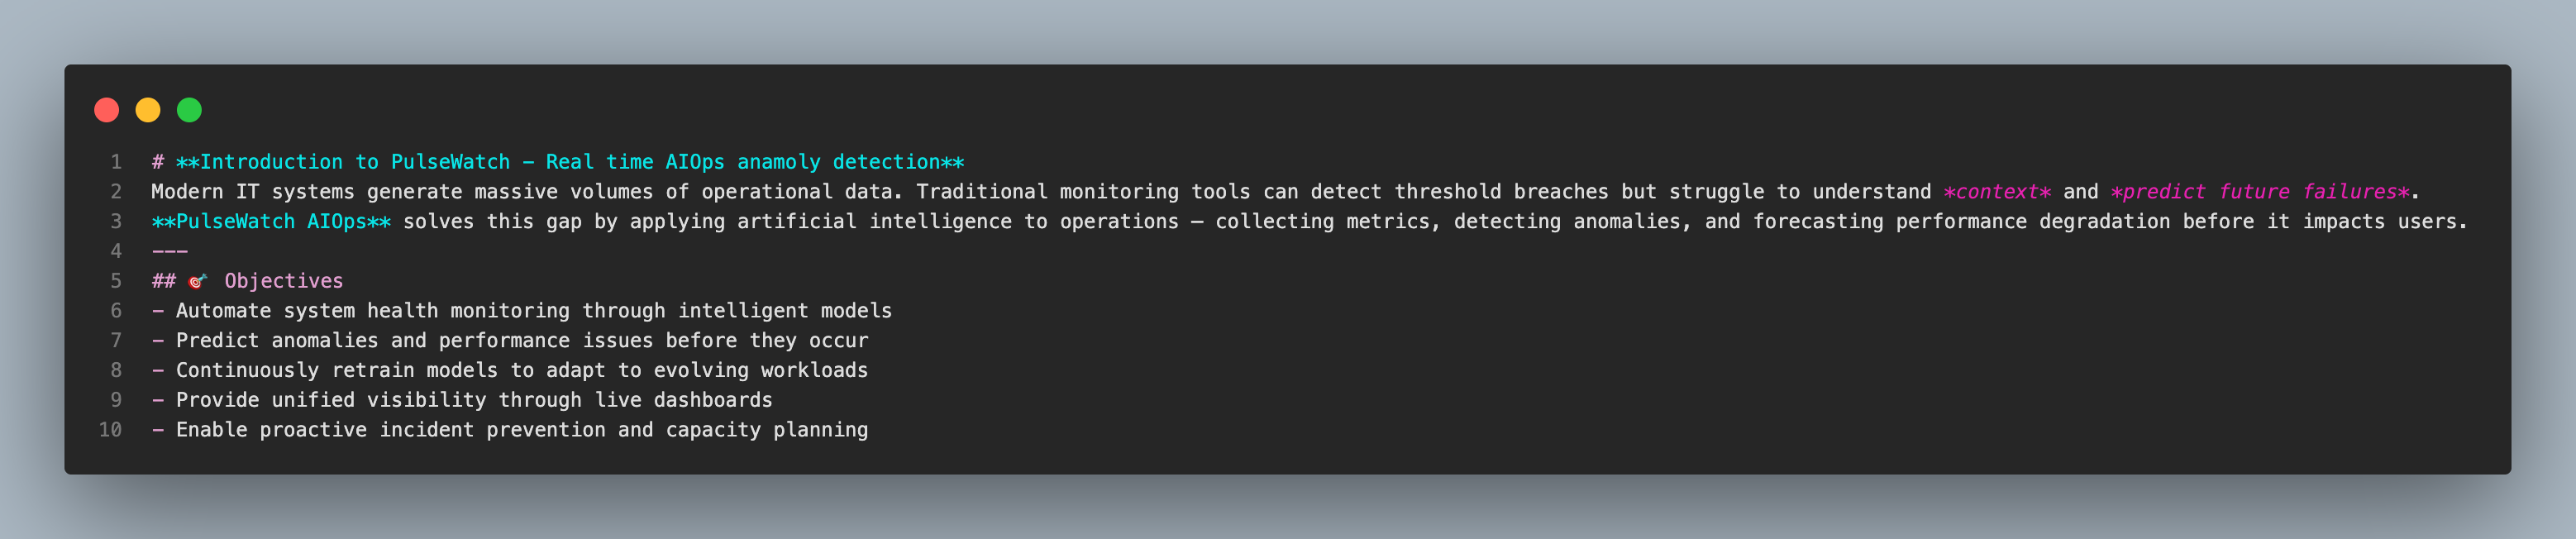 1 # **Introduction to PulseWatch – Real time AIOps anamoly detection**
2 Modern IT systems generate massive volumes of operational data. Traditional monitoring tools can detect threshold breaches but struggle to understand *context* and *predict future failures*.
3 **PulseWatch AIOps** solves this gap by applying artificial intelligence to operations — collecting metrics, detecting anomalies, and forecasting performance degradation before it impacts users.
4 ---
5 ## 🎯 Objectives
6 - Automate system health monitoring through intelligent models
7 - Predict anomalies and performance issues before they occur
8 - Continuously retrain models to adapt to evolving workloads
9 - Provide unified visibility through live dashboards
10 - Enable proactive incident prevention and capacity planning